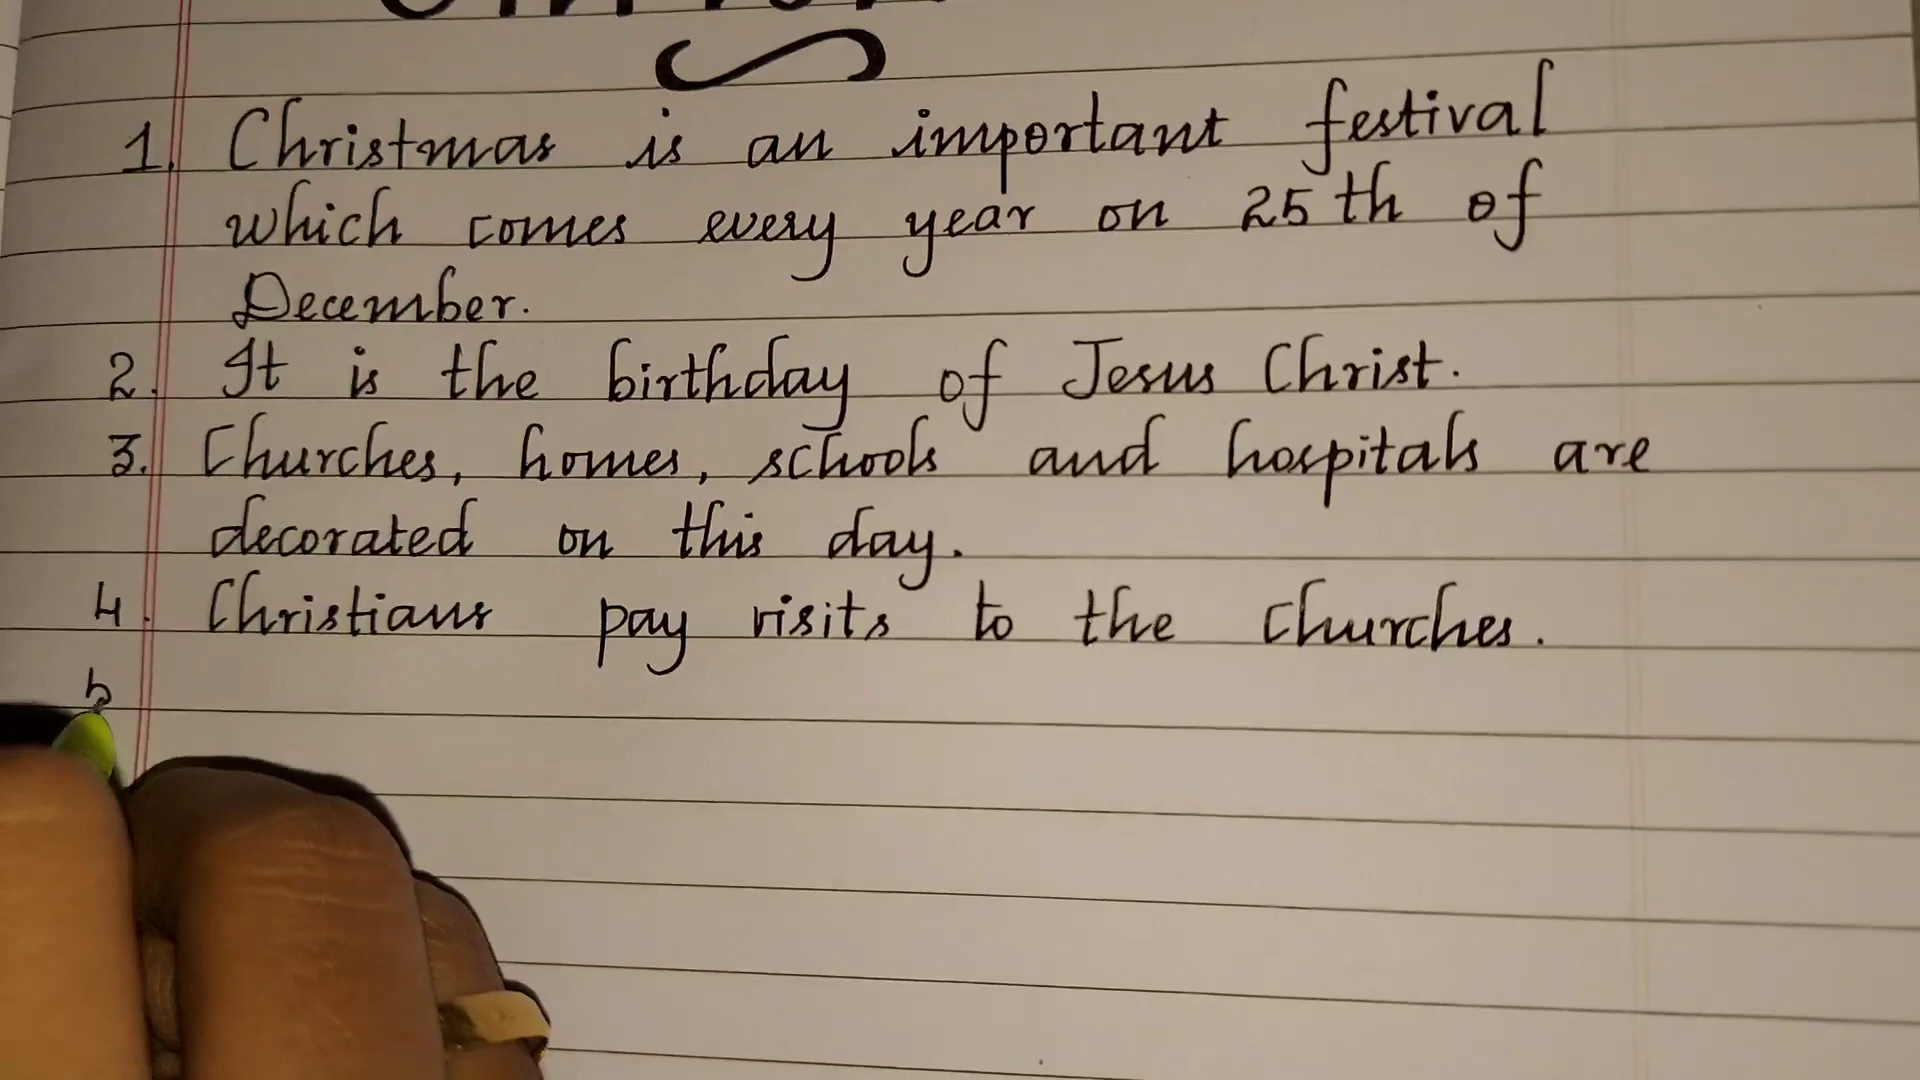 1. Christmas is an important festival
which comes every year on 25th of
December.
2. It is the birthday of Jesus Christ.
3. Churches, homes, schools and hospitals are
decorated on this day.
4. Christians pay visits to the churches.
5